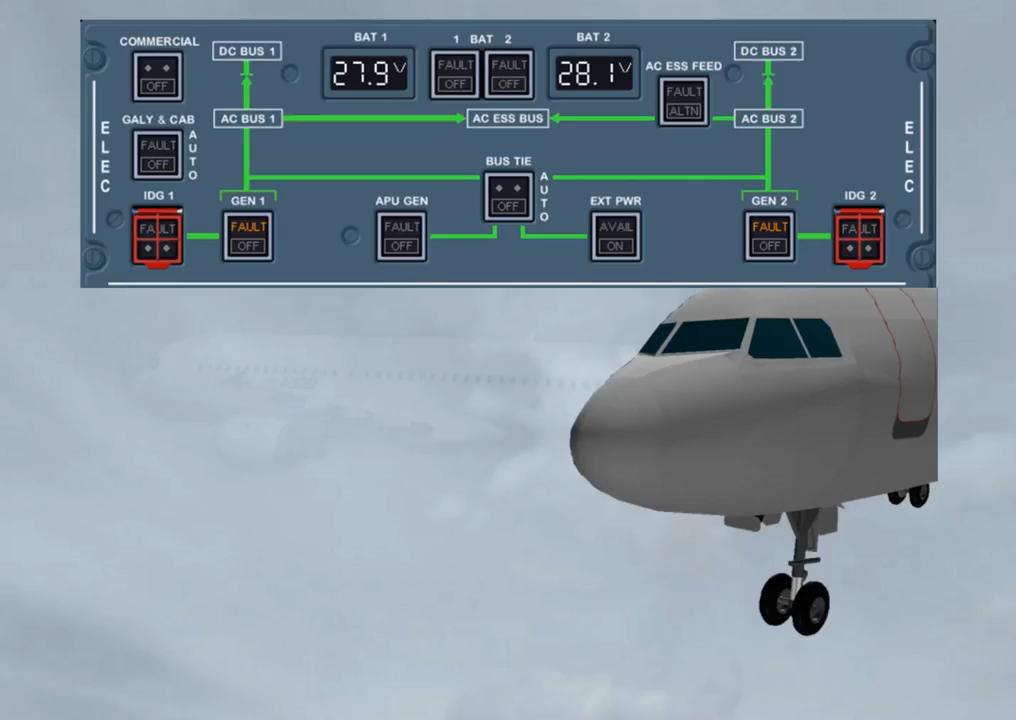 COMMERCIAL
OFF
DC BUS 1
BAT 1
27.9 V
1 BAT 2
FAULT
OFF
FAULT
OFF
BAT 2
28.1 V
AC ESS FEED
FAULT
ALTN
DC BUS 2
GALY & CAB
FAULT
OFF
AUTO
AC BUS 1
AC ESS BUS
AC BUS 2
ELEC
ELEC
BUS TIE
OFF
AUTO
IDG 1
FAULT
GEN 1
FAULT
OFF
APU GEN
FAULT
OFF
EXT PWR
AVAIL
ON
GEN 2
FAULT
OFF
IDG 2
FAULT